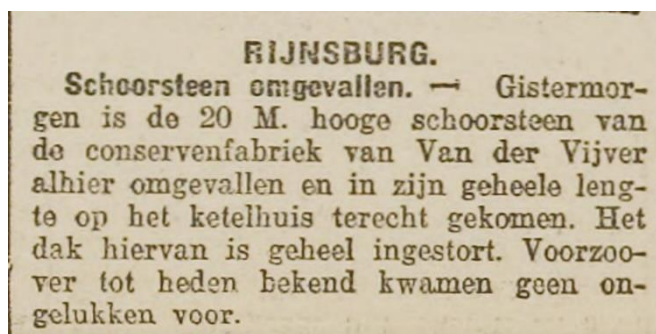 RIJNSBURG.
Schoorsteen omgevallen. — Gistermor-
gen is de 20 M. hooge schoorsteen van
de conservenfabriek van Van der Vijver
alhier omgevallen en in zijn geheele leng-
te op het ketelhuis terecht gekomen. Het
dak hiervan is geheel ingestort. Voorzoo-
ver tot heden bekend kwamen geen on-
gelukken voor.